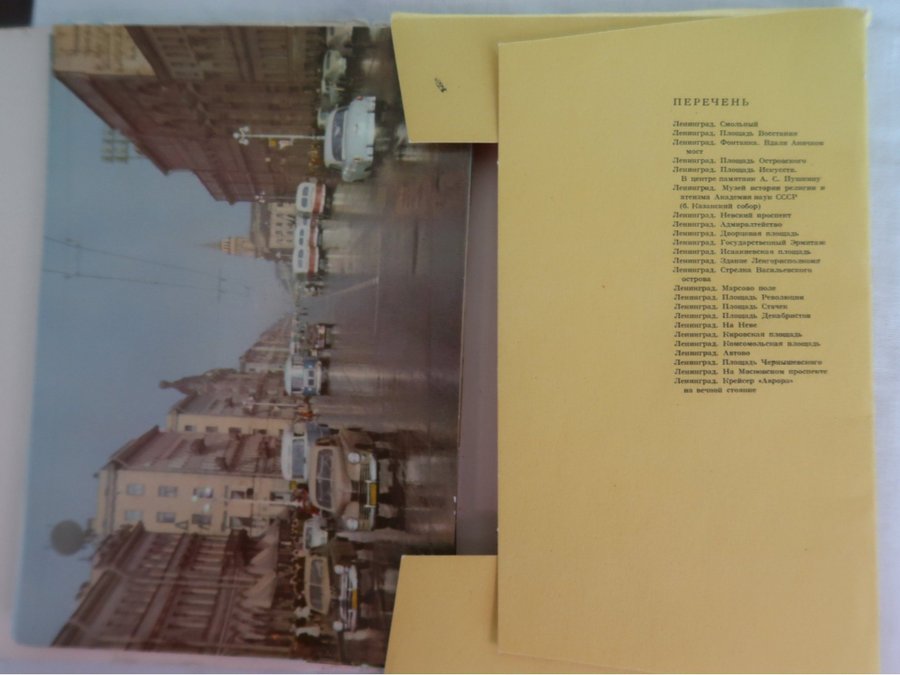 ПЕРЕЧЕНЬ
Ленинград. Смольный
Ленинград. Площадь Восстания
Ленинград. Фонтанка. Вдали Аничков
мост
Ленинград. Площадь Островского
Ленинград. Площадь Искусств.
В центре памятник А. С. Пушкину
Ленинград. Музей истории религии и
атеизма Академии наук СССР
(б. Казанский собор)
Ленинград. Невский проспект
Ленинград. Адмиралтейство
Ленинград. Дворцовая площадь
Ленинград. Государственный Эрмитаж
Ленинград. Исаакиевская площадь
Ленинград. Здание Ленгорисполкома
Ленинград. Стрелка Васильевского
острова
Ленинград. Марсово поле
Ленинград. Площадь Революции
Ленинград. Площадь Стачек
Ленинград. Площадь Декабристов
Ленинград. На Неве
Ленинград. Кировская площадь
Ленинград. Комсомольская площадь
Ленинград. Автово
Ленинград. Площадь Чернышевского
Ленинград. На Московском проспекте
Ленинград. Крейсер «Аврора»
на вечной стоянке